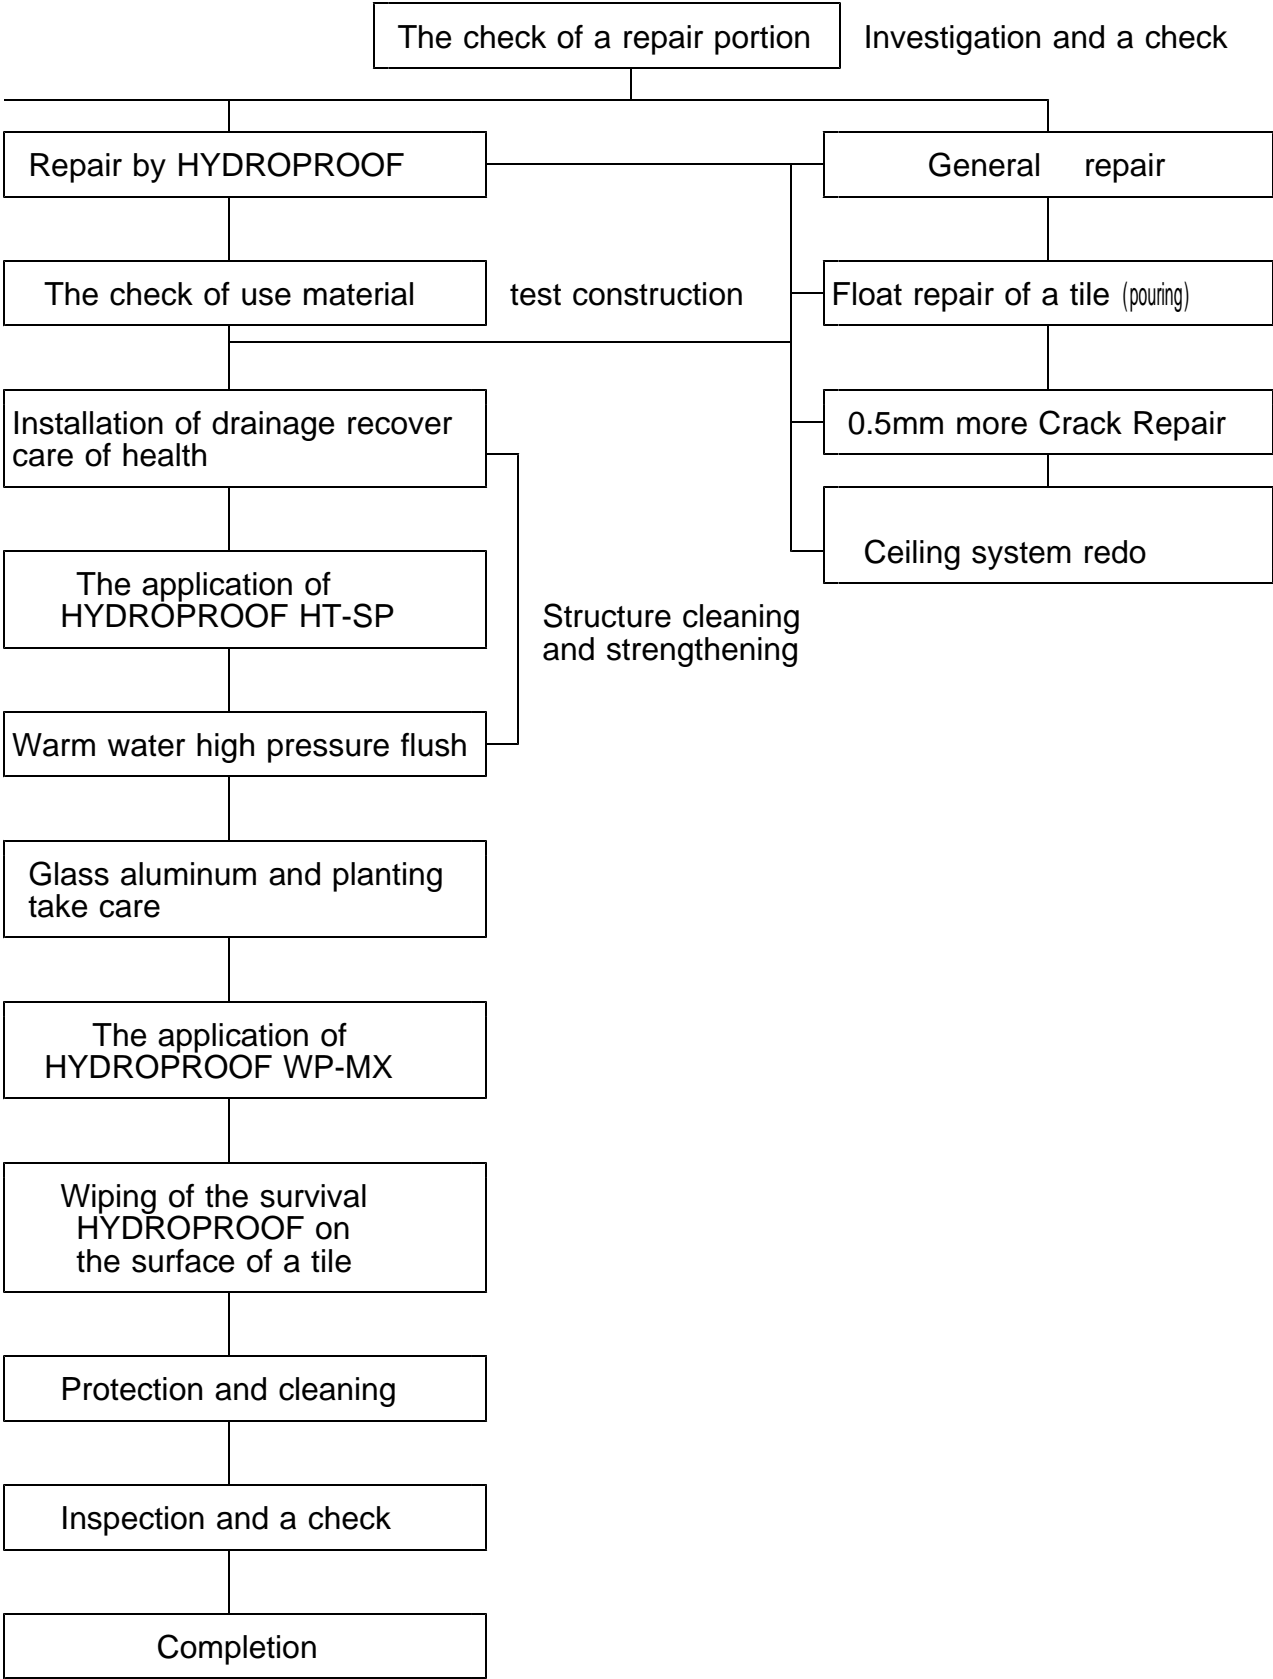 The check of a repair portion
Investigation and a check
Repair by HYDROPROOF
General repair
The check of use material
test construction
Float repair of a tile (pouring)
Installation of drainage recover
care of health
0.5mm more Crack Repair
Ceiling system redo
The application of
HYDROPROOF HT-SP
Structure cleaning
and strengthening
Warm water high pressure flush
Glass aluminum and planting
take care
The application of
HYDROPROOF WP-MX
Wiping of the survival
HYDROPROOF on
the surface of a tile
Protection and cleaning
Inspection and a check
Completion